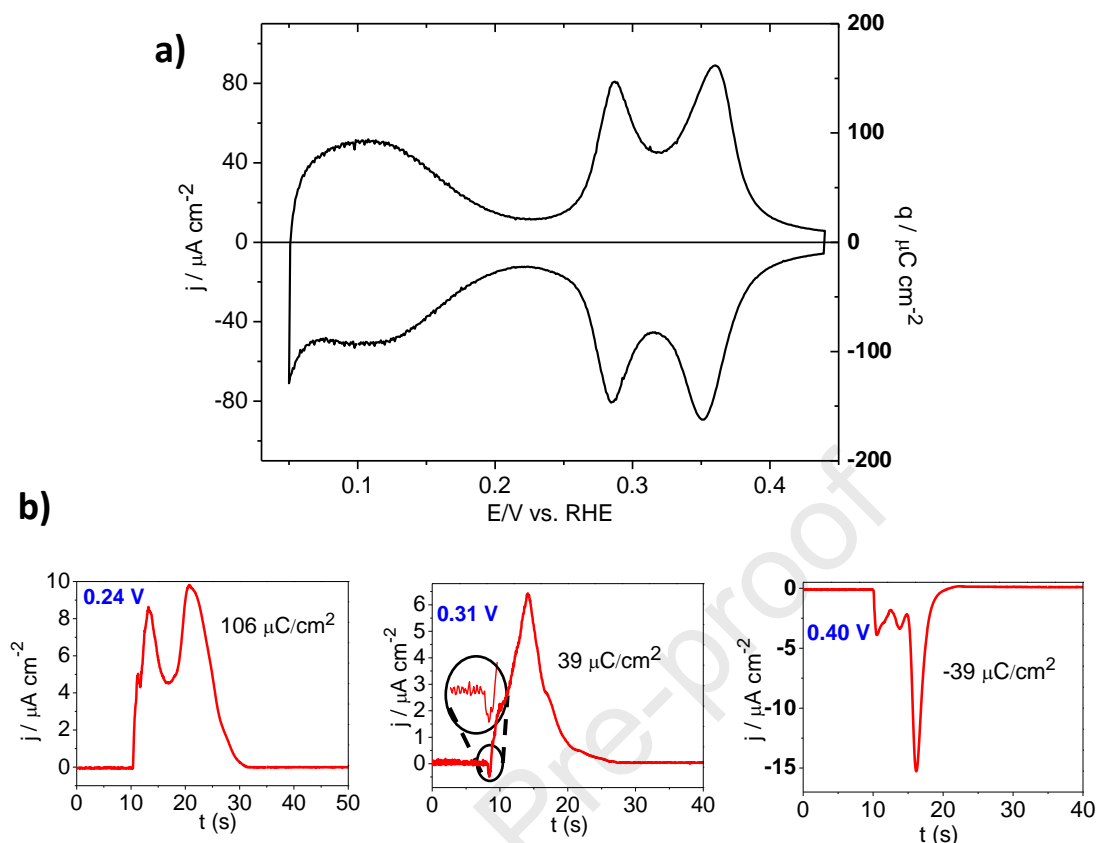 a)
200
100
0
-100
-200
q / μC cm-2
80
40
0
-40
-80
j / μA cm-2
0.1 0.2 0.3 0.4
E/V vs. RHE
b)
Pre-proof
10
8
6
4
2
0
j / μA cm-2
0.24 V
106 μC/cm2
0 10 20 30 40 50
t (s)
6
5
4
3
2
1
0
j / μA cm-2
0.31 V
39 μC/cm2
0 10 20 30 40
t (s)
0
-5
-10
-15
j / μA cm-2
0.40 V
-39 μC/cm2
0 10 20 30 40
t (s)